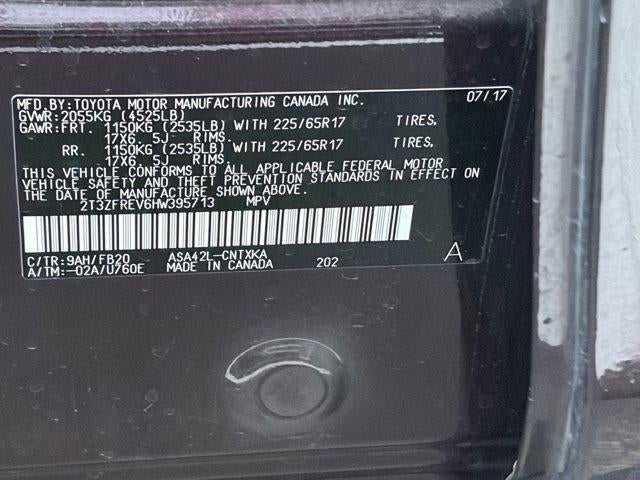 MFD.BY:TOYOTA MOTOR MANUFACTURING CANADA INC. 07/17
GVWR:2055KG (4525LB)
GAWR:FRT. 1150KG (2535LB) WITH 225/65R17 TIRES,
17X6.5J RIMS.
RR. 1150KG (2535LB) WITH 225/65R17 TIRES,
17X6.5J RIMS.
THIS VEHICLE CONFORMS TO ALL APPLICABLE FEDERAL MOTOR
VEHICLE SAFETY AND THEFT PREVENTION STANDARDS IN EFFECT ON
THE DATE OF MANUFACTURE SHOWN ABOVE.
2T3ZFREV6HW395713 MPV
C/TR:9AH/FB20 ASA42L-CNTXKA
A/TM:-02A/U760E MADE IN CANADA 202 A